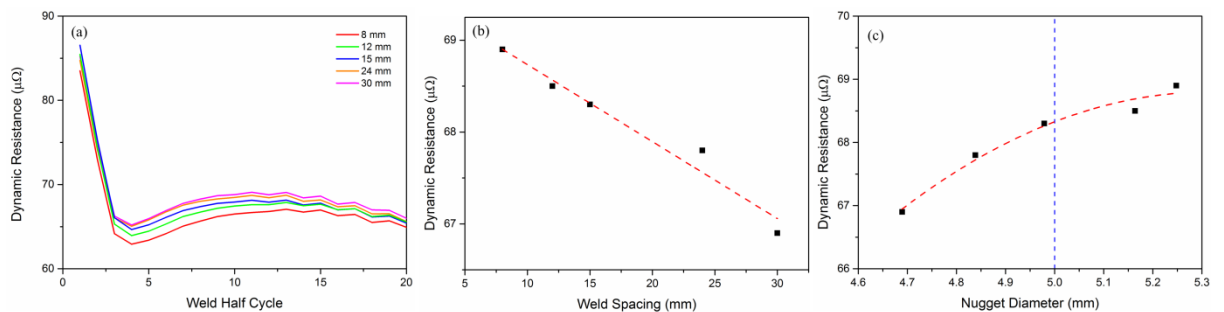 (a)
8 mm
12 mm
15 mm
24 mm
30 mm
90
80
70
60
0
5
10
15
20
Dynamic Resistance (μΩ)
Weld Half Cycle
(b)
69
68
67
5
10
15
20
25
30
Dynamic Resistance (μΩ)
Weld Spacing (mm)
(c)
70
69
68
67
66
4.6
4.7
4.8
4.9
5.0
5.1
5.2
5.3
Dynamic Resistance (μΩ)
Nugget Diameter (mm)